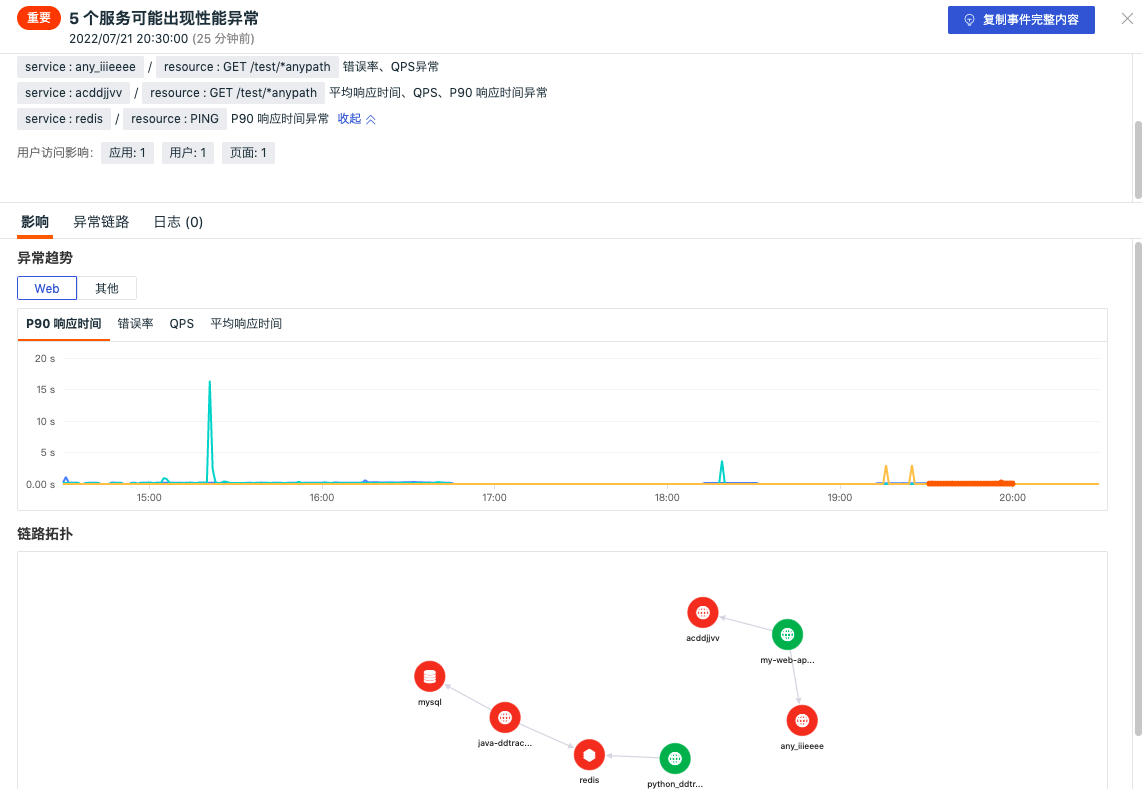 重要 5 个服务可能出现性能异常
复制事件完整内容
2022/07/21 20:30:00 (25 分钟前)
service : any_iiieeee / resource : GET /test/*anypath 错误率、QPS异常
service : acddjjvv / resource : GET /test/*anypath 平均响应时间、QPS、P90 响应时间异常
service : redis / resource : PING P90 响应时间异常 收起
用户访问影响: 应用: 1 用户: 1 页面: 1
影响 异常链路 日志 (0)
异常趋势
Web 其他
P90 响应时间 错误率 QPS 平均响应时间
20 s
15 s
10 s
5 s
0.00 s
15:00 16:00 17:00 18:00 19:00 20:00
链路拓扑
acddjjvv
my-web-ap...
mysql
java-ddtrac...
any_iiieeee
redis
python_ddtr...